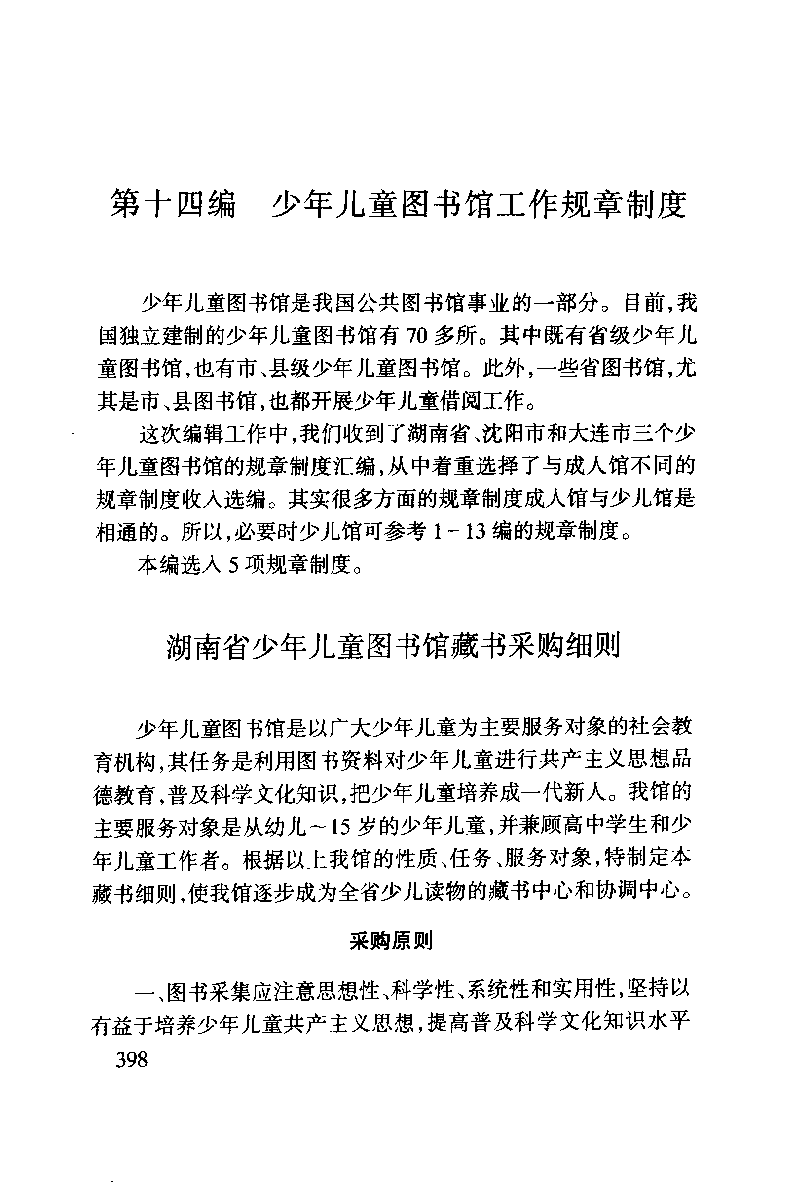 第十四编　少年儿童图书馆工作规章制度
少年儿童图书馆是我国公共图书馆事业的一部分。目前,我
国独立建制的少年儿童图书馆有 70 多所。其中既有省级少年儿
童图书馆,也有市、县级少年儿童图书馆。此外,一些省图书馆,尤
其是市、县图书馆,也都开展少年儿童借阅工作。
这次编辑工作中,我们收到了湖南省、沈阳市和大连市三个少
年儿童图书馆的规章制度汇编,从中着重选择了与成人馆不同的
规章制度收入选编。其实很多方面的规章制度成人馆与少儿馆是
相通的。所以,必要时少儿馆可参考 1－13 编的规章制度。
本编选入 5 项规章制度。
湖南省少年儿童图书馆藏书采购细则
少年儿童图书馆是以广大少年儿童为主要服务对象的社会教
育机构,其任务是利用图书资料对少年儿童进行共产主义思想品
德教育,普及科学文化知识,把少年儿童培养成一代新人。我馆的
主要服务对象是从幼儿～15 岁的少年儿童,并兼顾高中学生和少
年儿童工作者。根据以上我馆的性质、任务、服务对象,特制定本
藏书细则,使我馆逐步成为全省少儿读物的藏书中心和协调中心。
采购原则
一、图书采集应注意思想性、科学性、系统性和实用性,坚持以
有益于培养少年儿童共产主义思想,提高普及科学文化知识水平
398